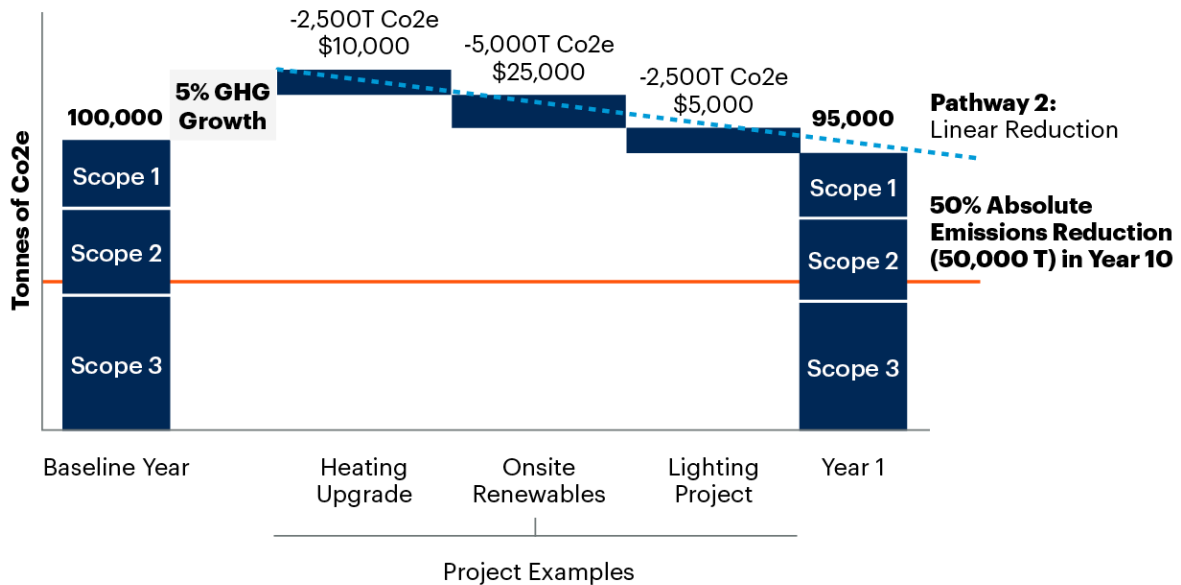 Tonnes of Co2e
100,000
Scope 1
Scope 2
Scope 3
5% GHG
Growth
-2,500T Co2e
$10,000
-5,000T Co2e
$25,000
-2,500T Co2e
$5,000
95,000
Scope 1
Scope 2
Scope 3
Pathway 2:
Linear Reduction
50% Absolute
Emissions Reduction
(50,000 T) in Year 10
Baseline Year
Heating
Upgrade
Onsite
Renewables
Lighting
Project
Year 1
Project Examples